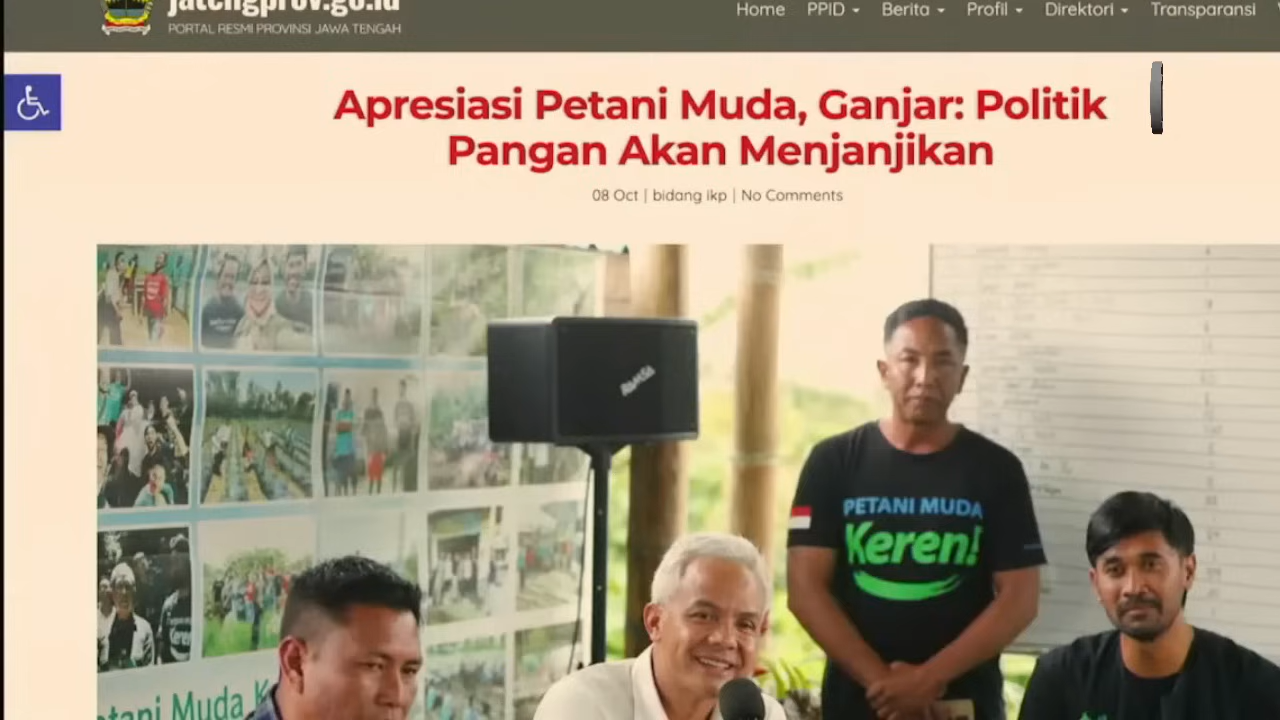 jatengprov.go.id
PORTAL RESMI PROVINSI JAWA TENGAH
Home PPID Berita Profil Direktori Transparansi
Apresiasi Petani Muda, Ganjar: Politik
Pangan Akan Menjanjikan
08 Oct | bidang ikp | No Comments
PETANI MUDA
Keren!
Keren
etani Muda K